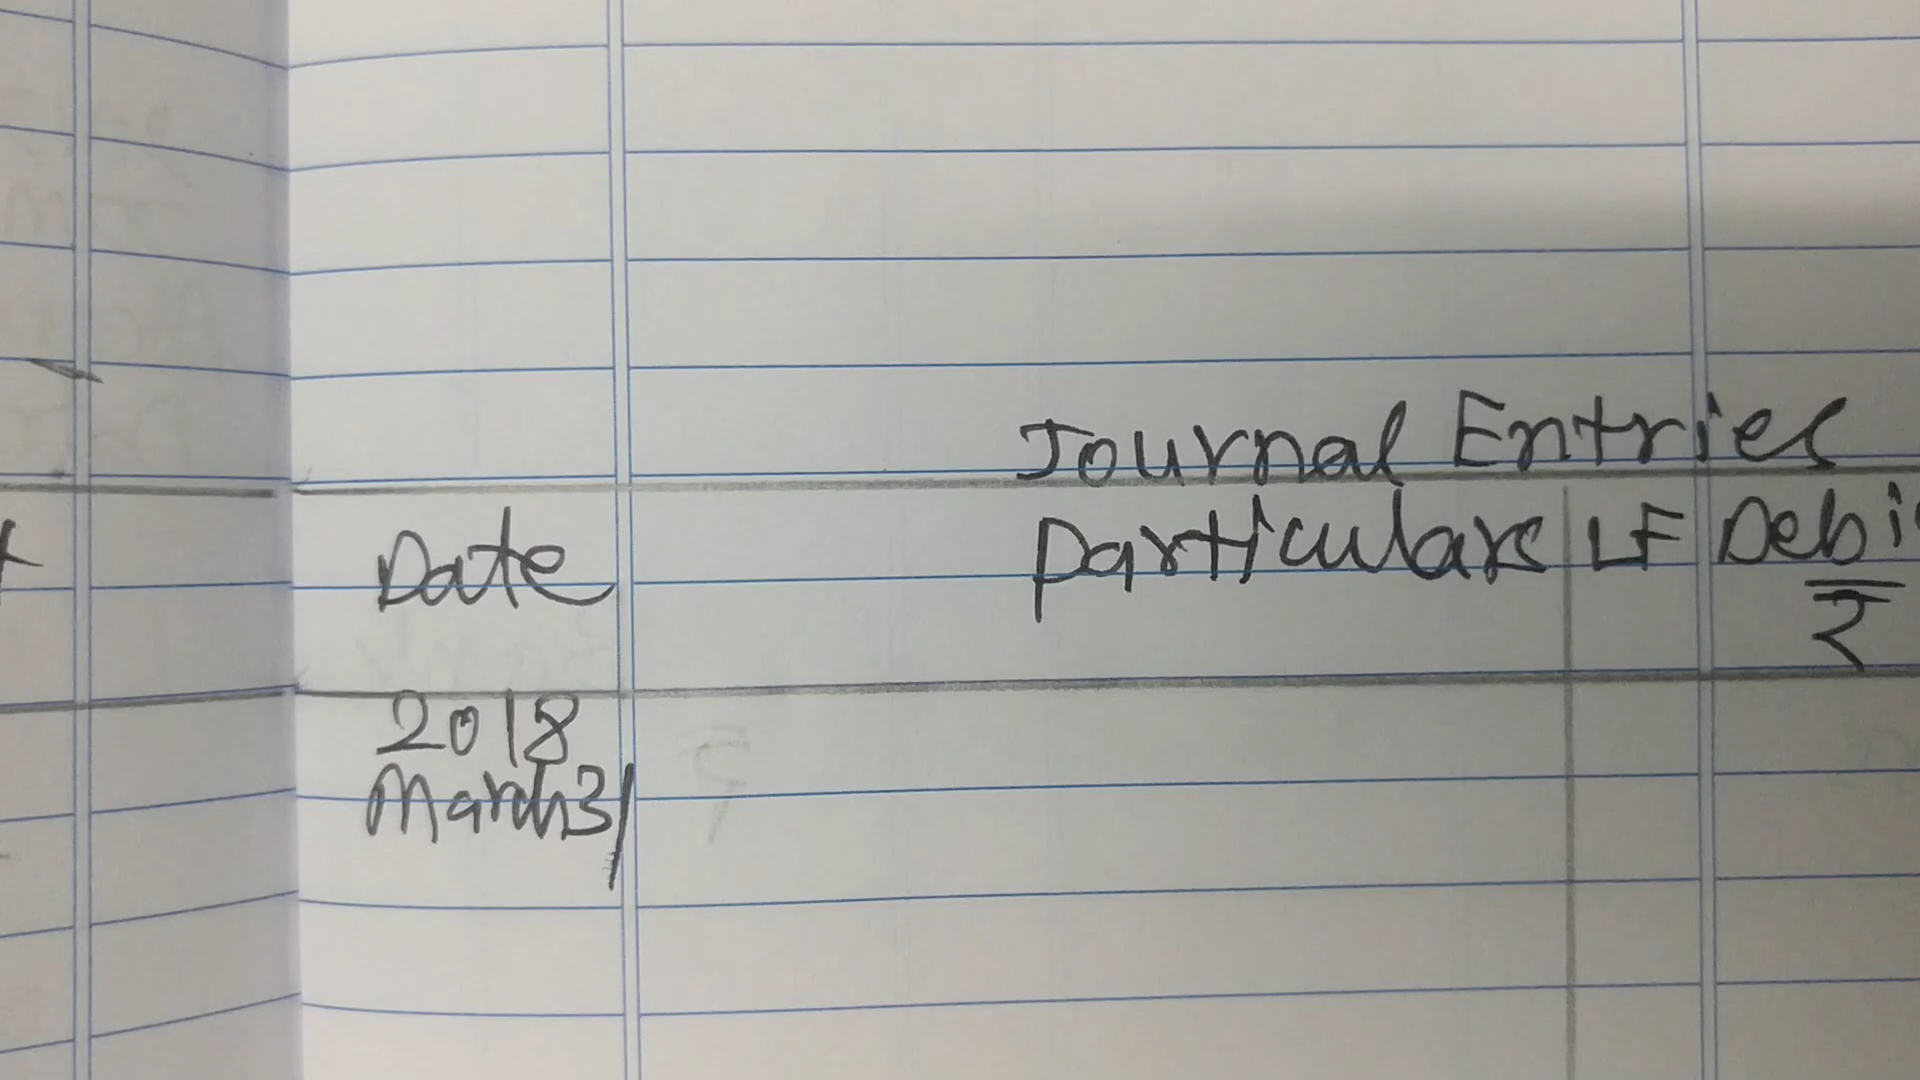 Journal Entries
Date Particulars LF Debi
₹
2018
March 31